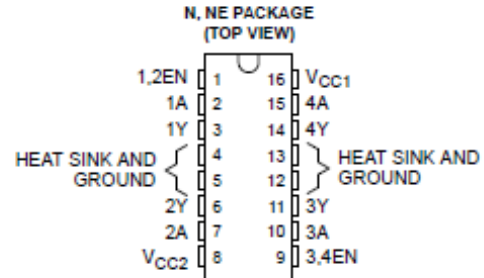 N, NE PACKAGE
(TOP VIEW)
1,2EN 1 16 VCC1
1A 2 15 4A
1Y 3 14 4Y
HEAT SINK AND GROUND 4 13 HEAT SINK AND GROUND
5 12
2Y 6 11 3Y
2A 7 10 3A
VCC2 8 9 3,4EN